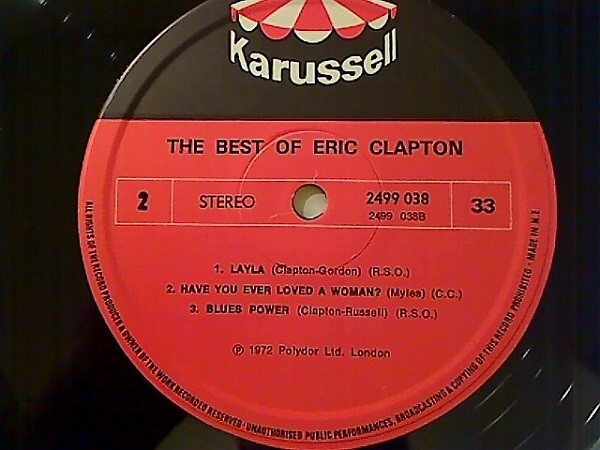 Karussell
THE BEST OF ERIC CLAPTON
2 STEREO 2499 038 33
2499 038B
1. LAYLA (Clapton-Gordon) (R.S.O.)
2. HAVE YOU EVER LOVED A WOMAN? (Myles) (C.C.)
3. BLUES POWER (Clapton-Russell) (R.S.O.)
℗ 1972 Polydor Ltd. London
ALL RIGHTS OF THE RECORD PRODUCER & OWNER OF THE WORK RECORDED RESERVED · UNAUTHORISED PUBLIC PERFORMANCES, BROADCASTING & COPYING OF THIS RECORD PROHIBITED · MADE IN N.Z